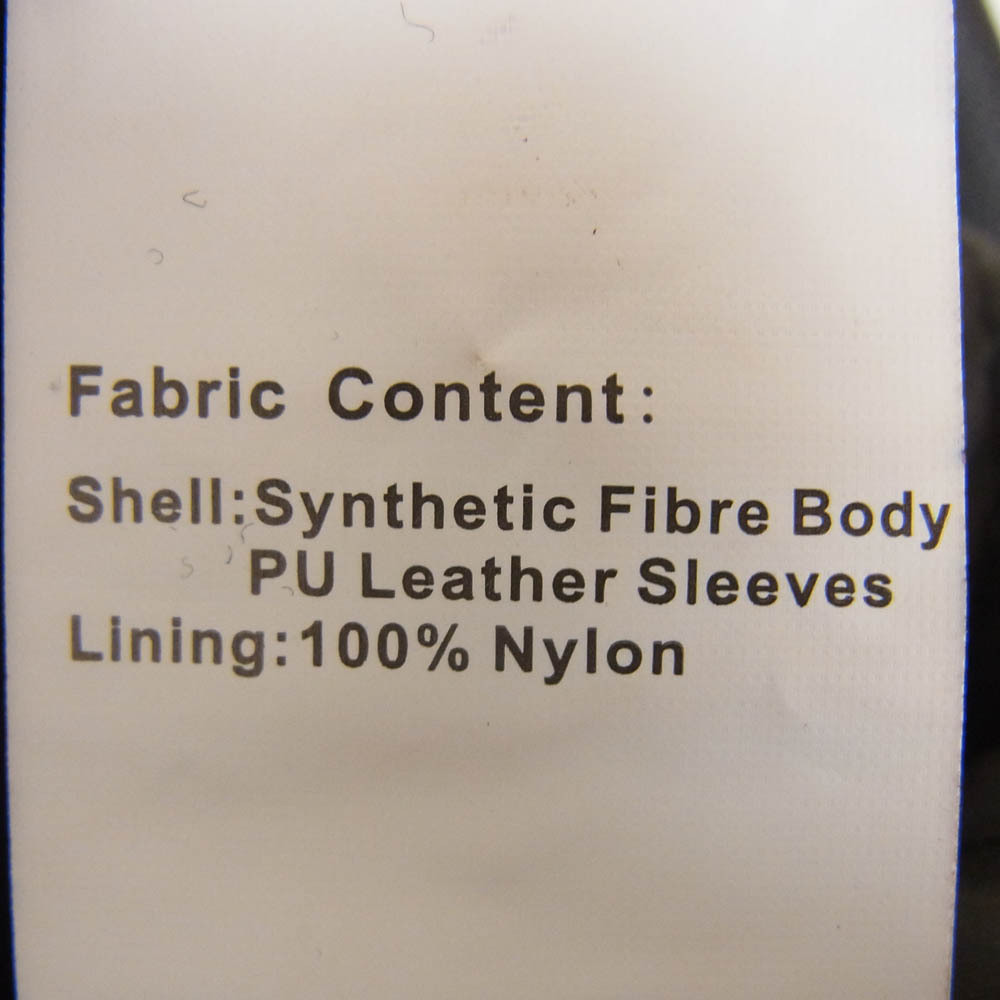 Fabric Content:
Shell:Synthetic Fibre Body
PU Leather Sleeves
Lining:100% Nylon